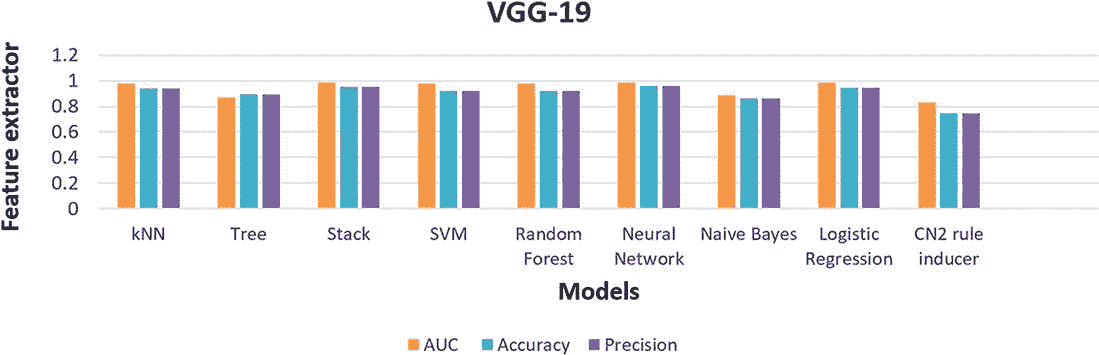 VGG-19
Feature extractor
1.2
1
0.8
0.6
0.4
0.2
0
kNN Tree Stack SVM Random Forest Neural Network Naive Bayes Logistic Regression CN2 rule inducer
Models
AUC Accuracy Precision